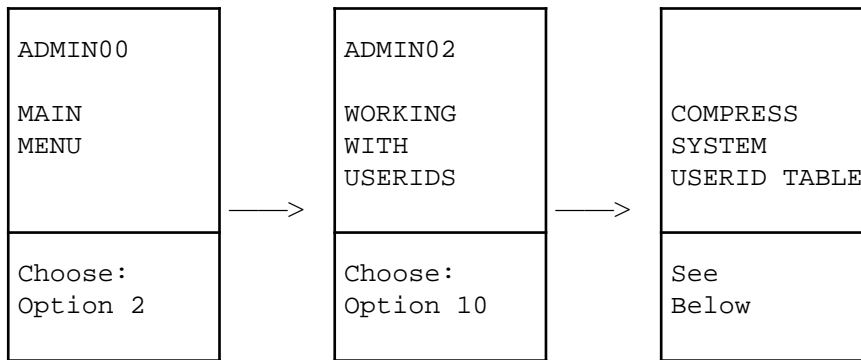 ADMIN00
MAIN
MENU
Choose:
Option 2
ADMIN02
WORKING
WITH
USERIDS
Choose:
Option 10
COMPRESS
SYSTEM
USERID TABLE
See
Below